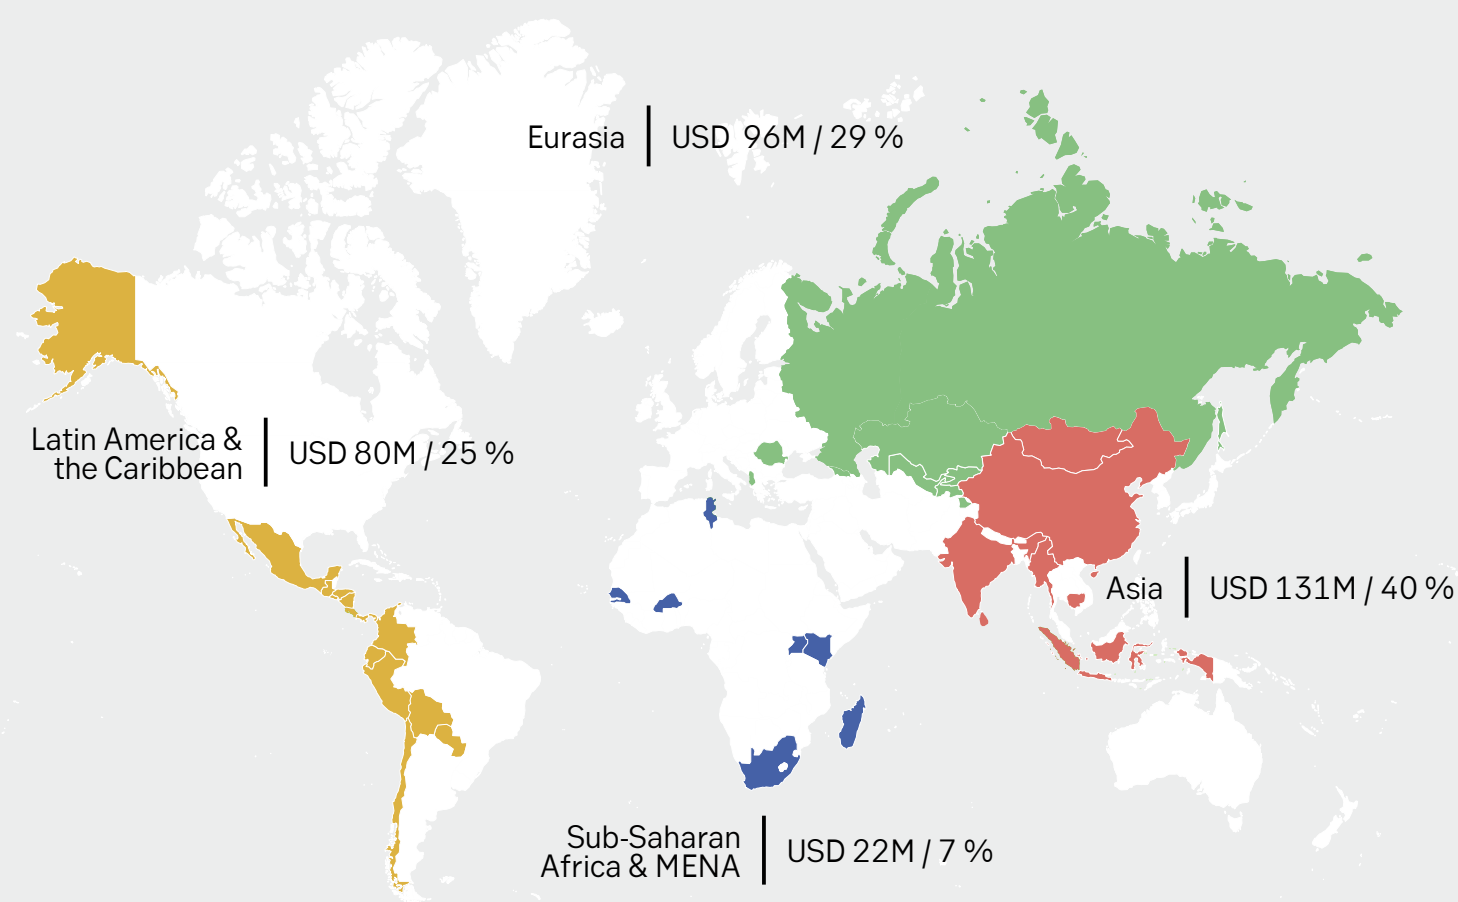 Eurasia | USD 96M / 29 %
Latin America &
the Caribbean | USD 80M / 25 %
Asia | USD 131M / 40 %
Sub-Saharan
Africa & MENA | USD 22M / 7 %